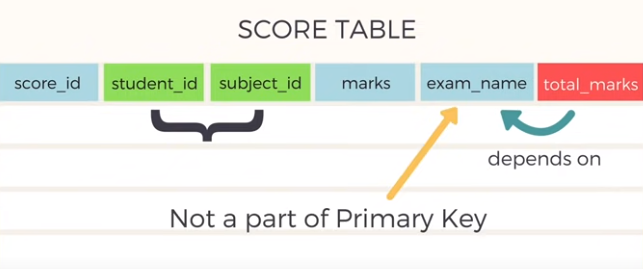 SCORE TABLE
score_id student_id subject_id marks exam_name total_marks
depends on
Not a part of Primary Key